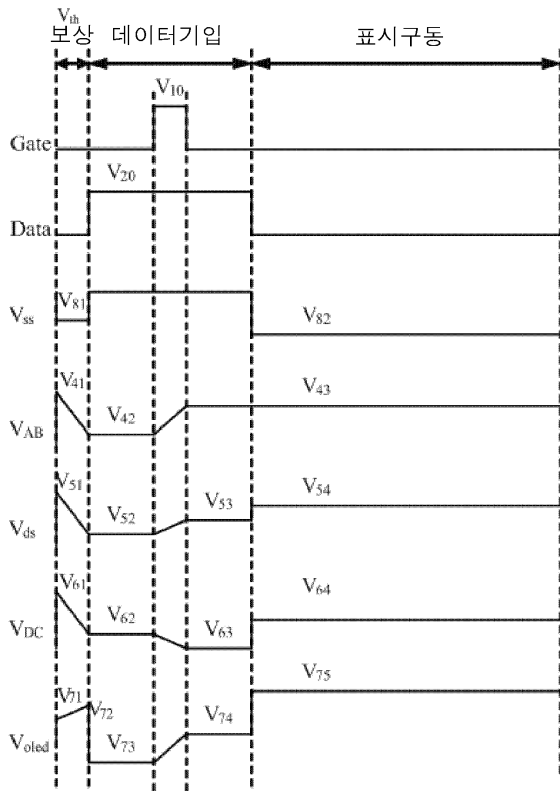 Vth
보상 데이터기입 표시구동
V10
Gate
V20
Data
V81
Vss V82
V41 V43
V42
VAB
V51 V54
V53
V52
Vds
V61 V64
V62
V63
VDC
V75
V71
V72 V74
V73
Voled